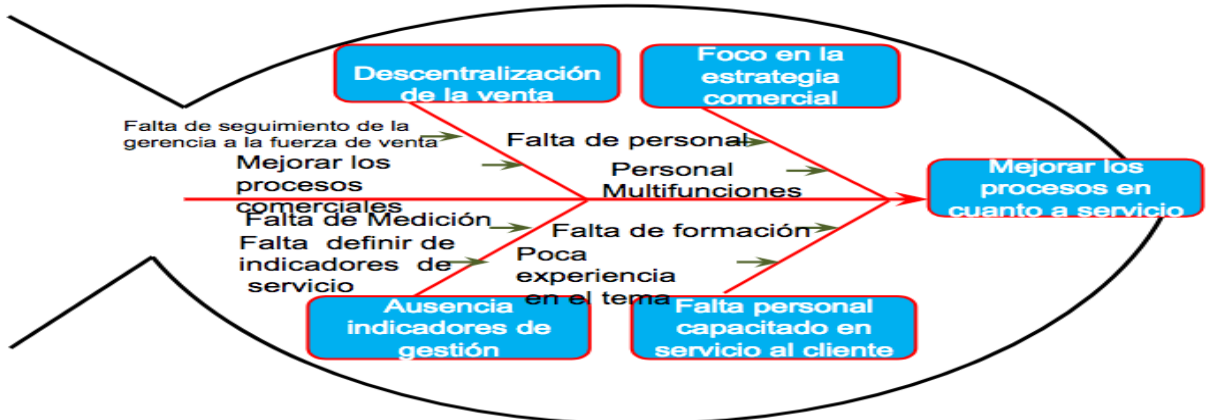 Descentralización
de la venta
Foco en la
estrategia
comercial
Falta de seguimiento de la
gerencia a la fuerza de venta
Mejorar los
procesos
comerciales
Falta de personal
Personal
Multifunciones
Mejorar los
procesos en
cuanto a servicio
Falta de Medición
Falta definir de
indicadores de
servicio
Falta de formación
Poca
experiencia
en el tema
Ausencia
indicadores de
gestión
Falta personal
capacitado en
servicio al cliente